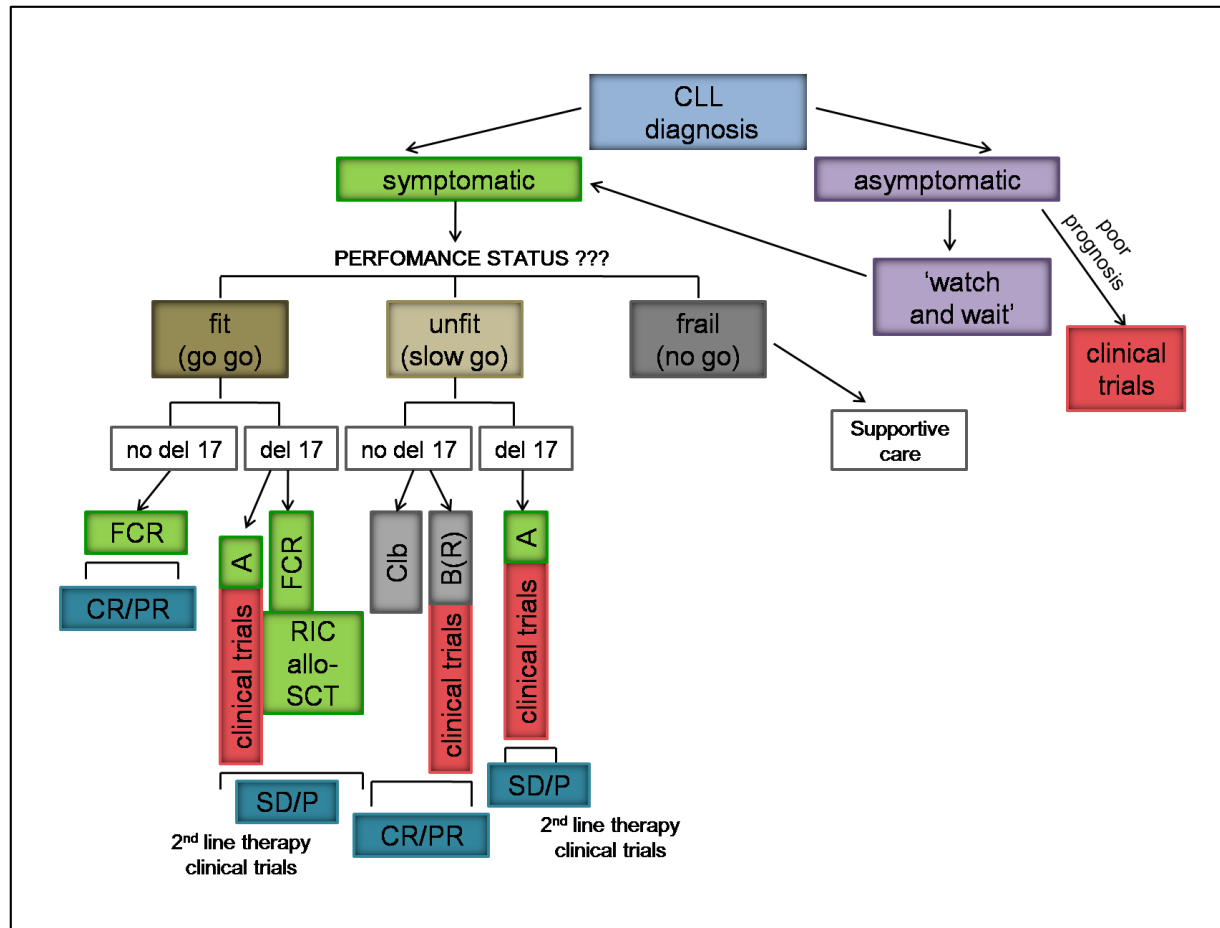 CLL
diagnosis
symptomatic
asymptomatic
poor
prognosis
PERFOMANCE STATUS ???
'watch
and wait'
fit
(go go)
unfit
(slow go)
frail
(no go)
clinical
trials
no del 17
del 17
no del 17
del 17
Supportive
care
FCR
CR/PR
A
clinical trials
FCR
RIC
allo-
SCT
Clb
B(R)
clinical trials
A
clinical trials
SD/P
2nd line therapy
clinical trials
CR/PR
SD/P
2nd line therapy
clinical trials